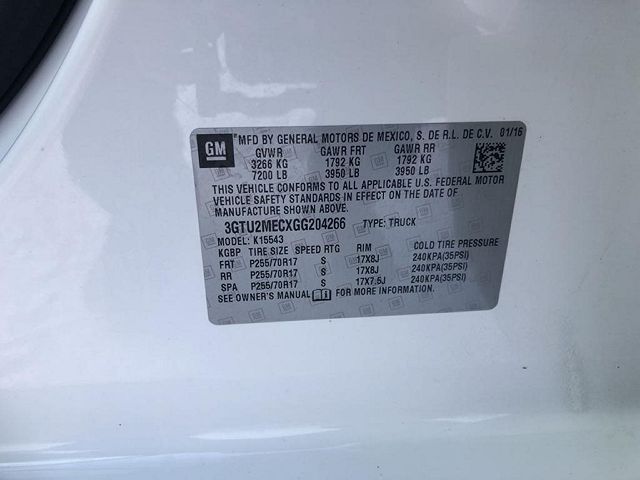 GM
MFD BY GENERAL MOTORS DE MEXICO, S. DE R.L. DE C.V. 01/16
GVWR GAWR FRT GAWR RR
3266 KG 1792 KG 1792 KG
7200 LB 3950 LB 3950 LB
THIS VEHICLE CONFORMS TO ALL APPLICABLE U.S. FEDERAL MOTOR
VEHICLE SAFETY, BUMPER, AND THEFT PREVENTION
STANDARDS IN EFFECT ON THE DATE OF
MANUFACTURE SHOWN ABOVE.
3GTU2MECXGG204266 TYPE: TRUCK
MODEL: K15543
KGBP TIRE SIZE SPEED RTG RIM COLD TIRE PRESSURE
FRT P255/70R17 S 17X8J 240KPA(35PSI)
RR P255/70R17 S 17X8J 240KPA(35PSI)
SPA P255/70R17 S 17X7.5J 240KPA(35PSI)
SEE OWNER'S MANUAL FOR MORE INFORMATION.